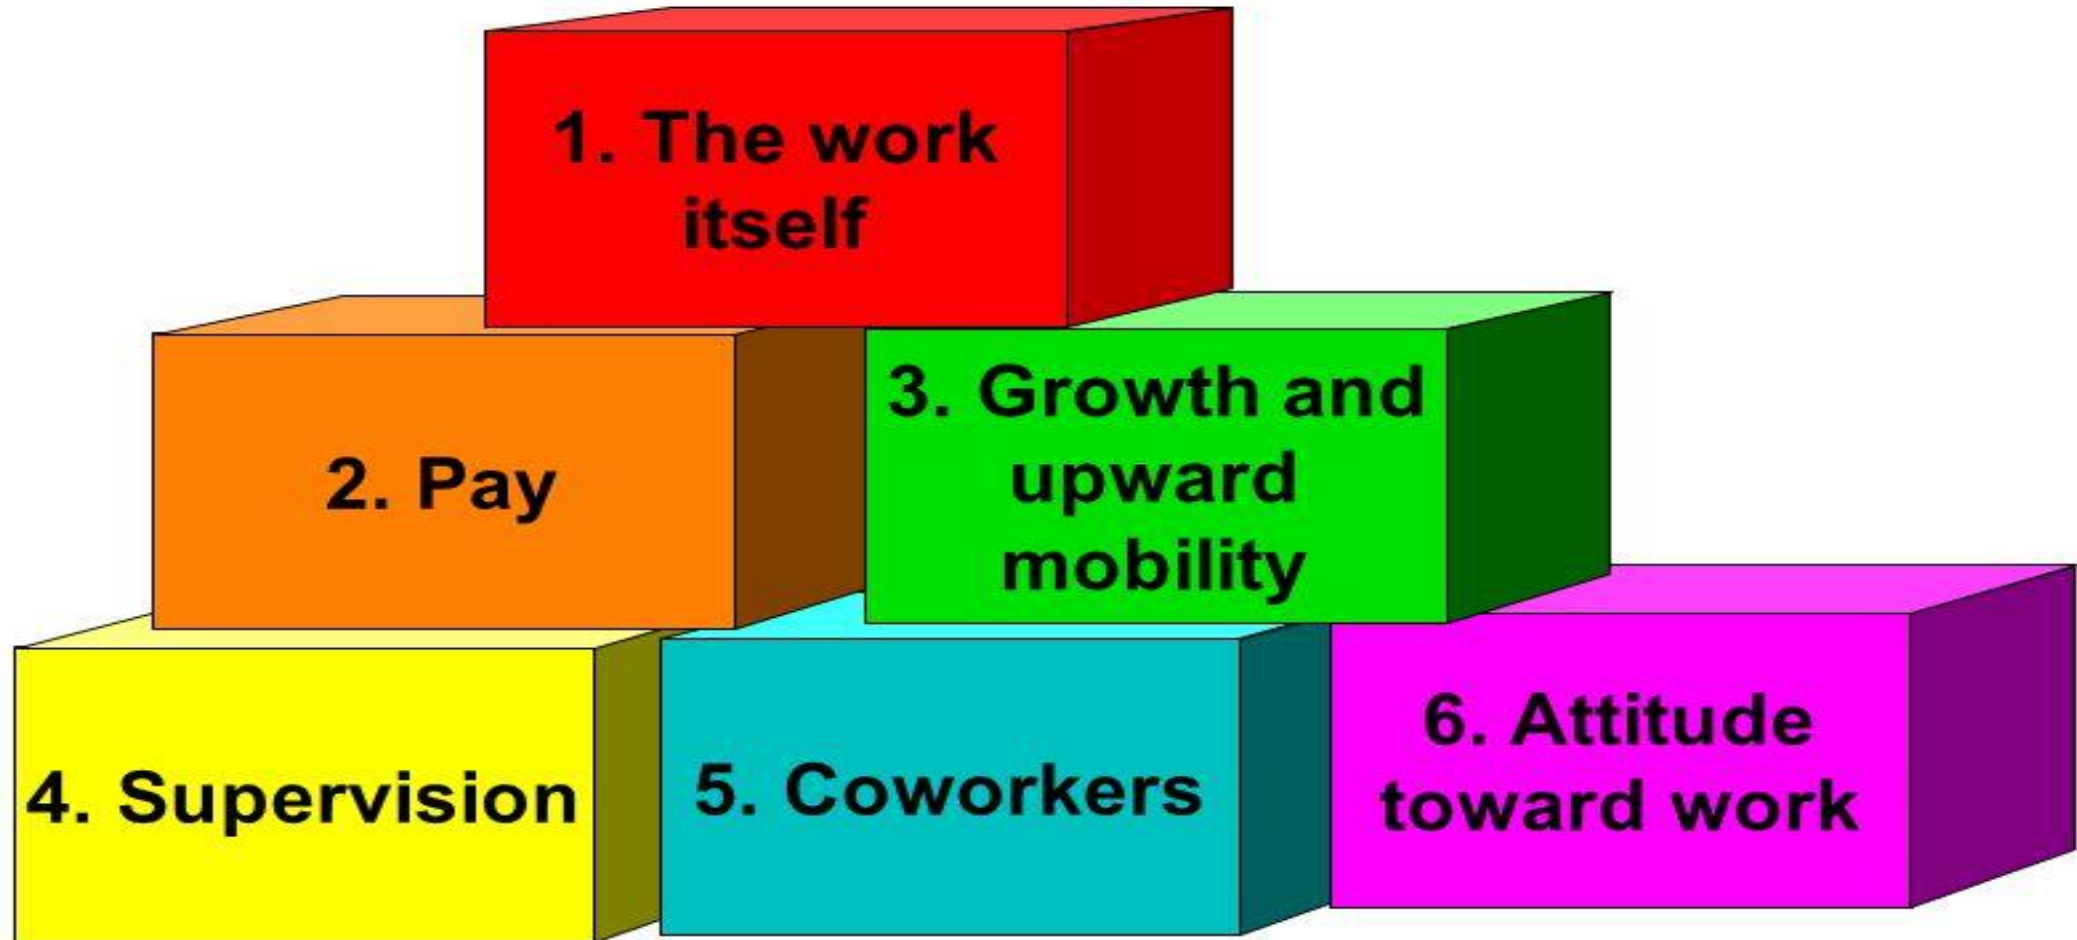 1. The work
itself
2. Pay
3. Growth and
upward
mobility
4. Supervision
5. Coworkers
6. Attitude
toward work